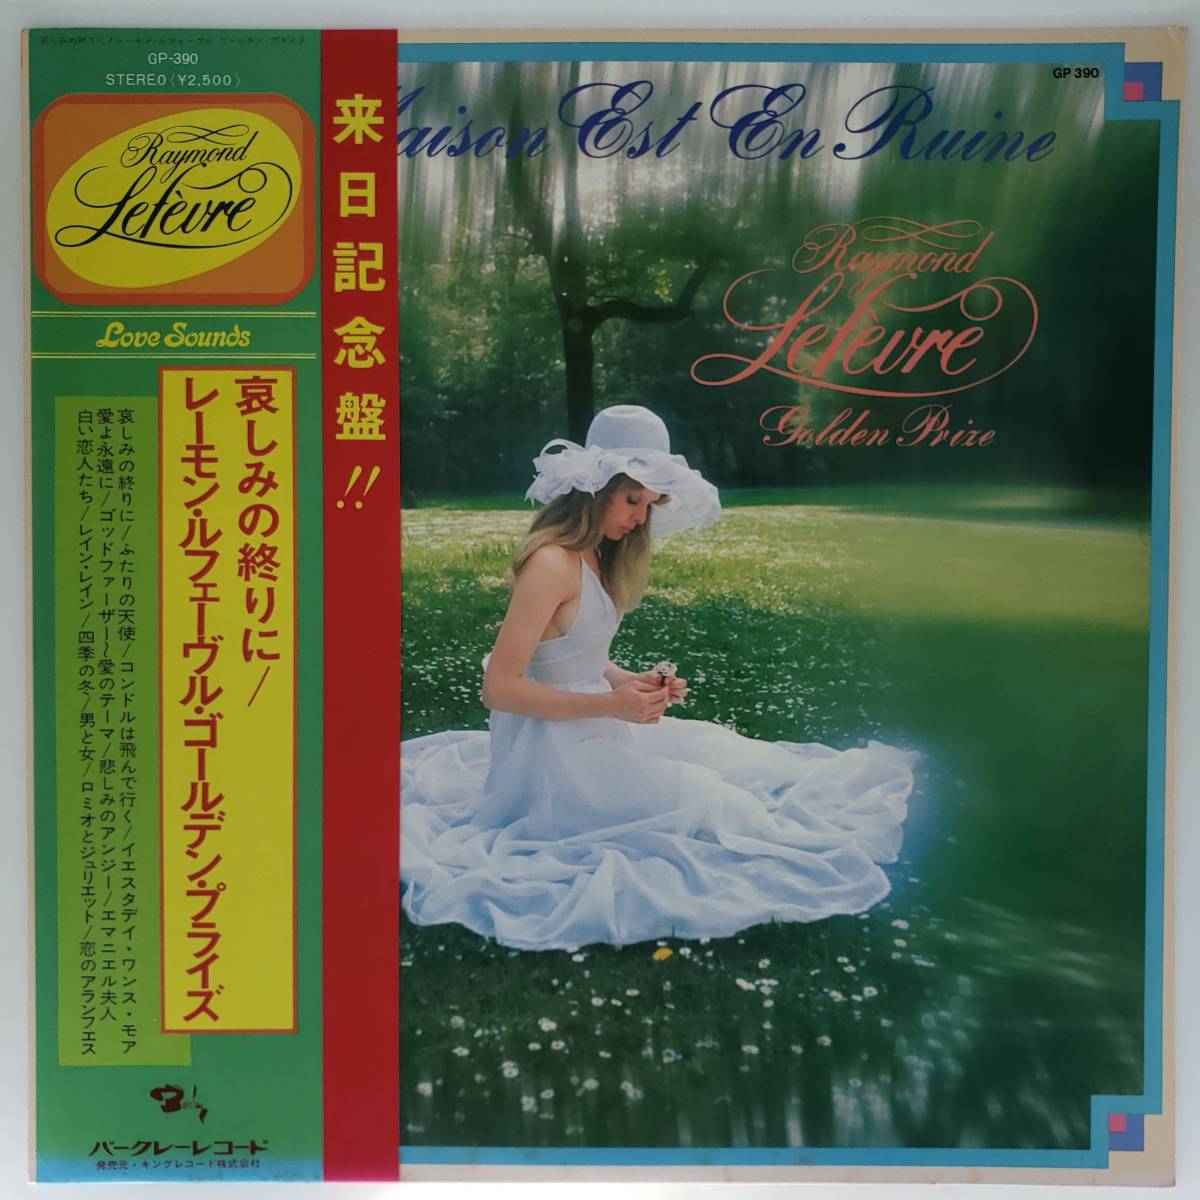 哀しみの終りに/レーモン・ルフェーヴル ゴールデン・プライズ
GP-390
STEREO〈¥2,500〉
Raymond
Lefèvre
Love Sounds
来日記念盤!!
哀しみの終りに/
レーモン・ルフェーヴル・ゴールデン・プライズ
哀しみの終りに/ふたりの天使/コンドルは飛んで行く/イエスタデイ・ワンス・モア
愛よ永遠に/ゴッドファーザー〜愛のテーマ/悲しみのアンジー/エマニエル夫人
白い恋人たち/レイン・レイン/四季の冬/男と女/ロミオとジュリエット/恋のアランフェス
バークレーレコード
発売元・キングレコード株式会社
GP 390
aison Est En Ruine
Raymond
Lefèvre
Golden Prize